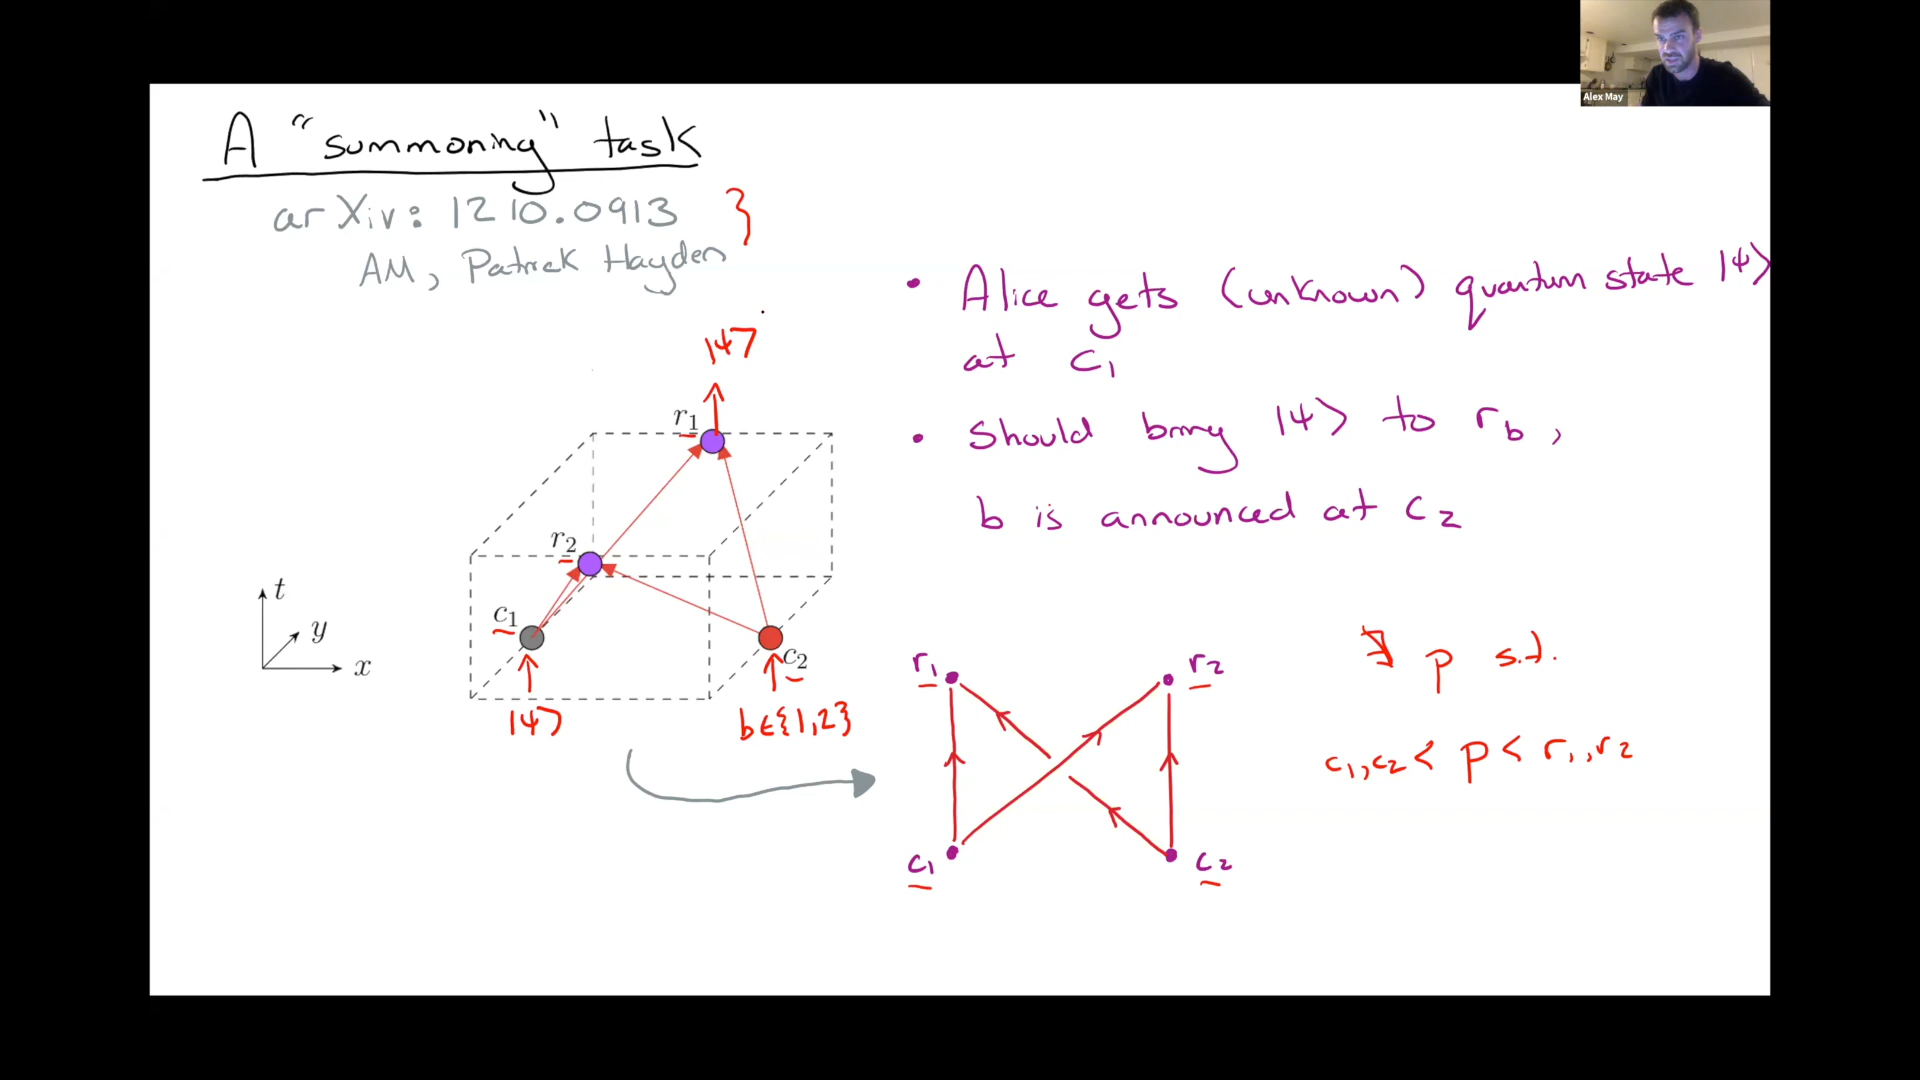 Alex May
A "summoning" task
arXiv: 1210.0913 }
AM, Patrick Hayden
• Alice gets (unknown) quantum state |ψ⟩
at c₁
• Should bring |ψ⟩ to r_b ,
b is announced at c₂
|ψ⟩
r₁
r₂
c₁
c₂
t
y
x
|ψ⟩
b∈{1,2}
r₁
r₂
c₁
c₂
∄ p s.t.
c₁,c₂ < p < r₁,r₂